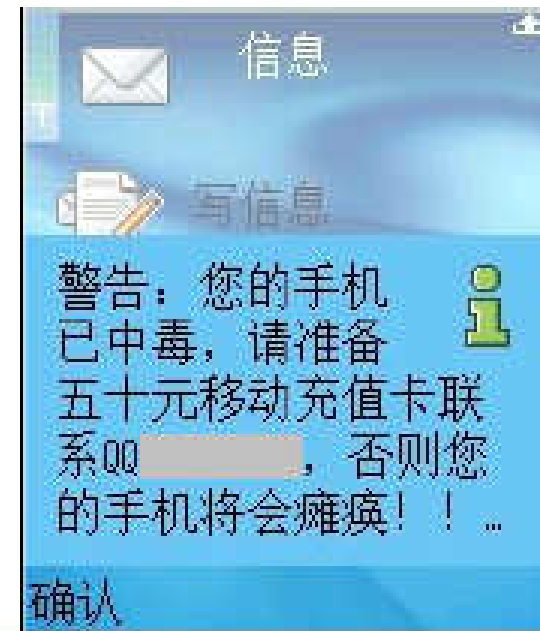 信息
写信息
警告：您的手机
已中毒，请准备
五十元移动充值卡联
系QQ ，否则您
的手机将会瘫痪！！…
确认